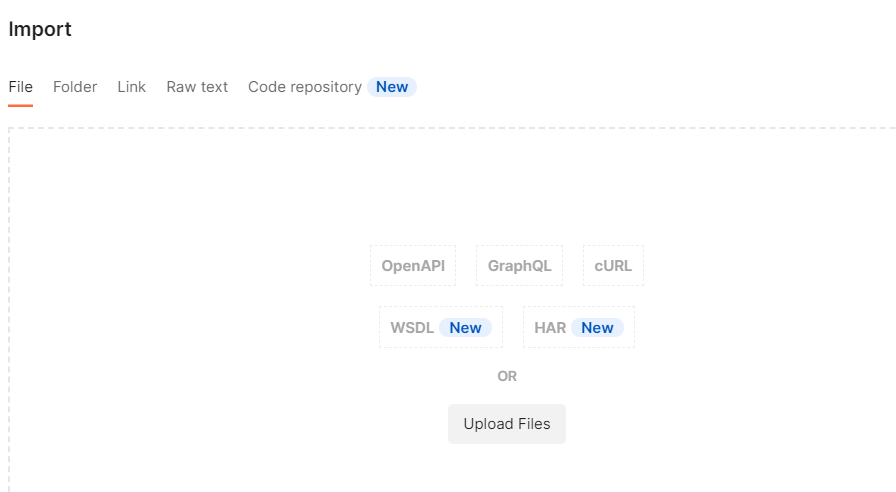 Import
File Folder Link Raw text Code repository New
OpenAPI GraphQL cURL
WSDL New HAR New
OR
Upload Files